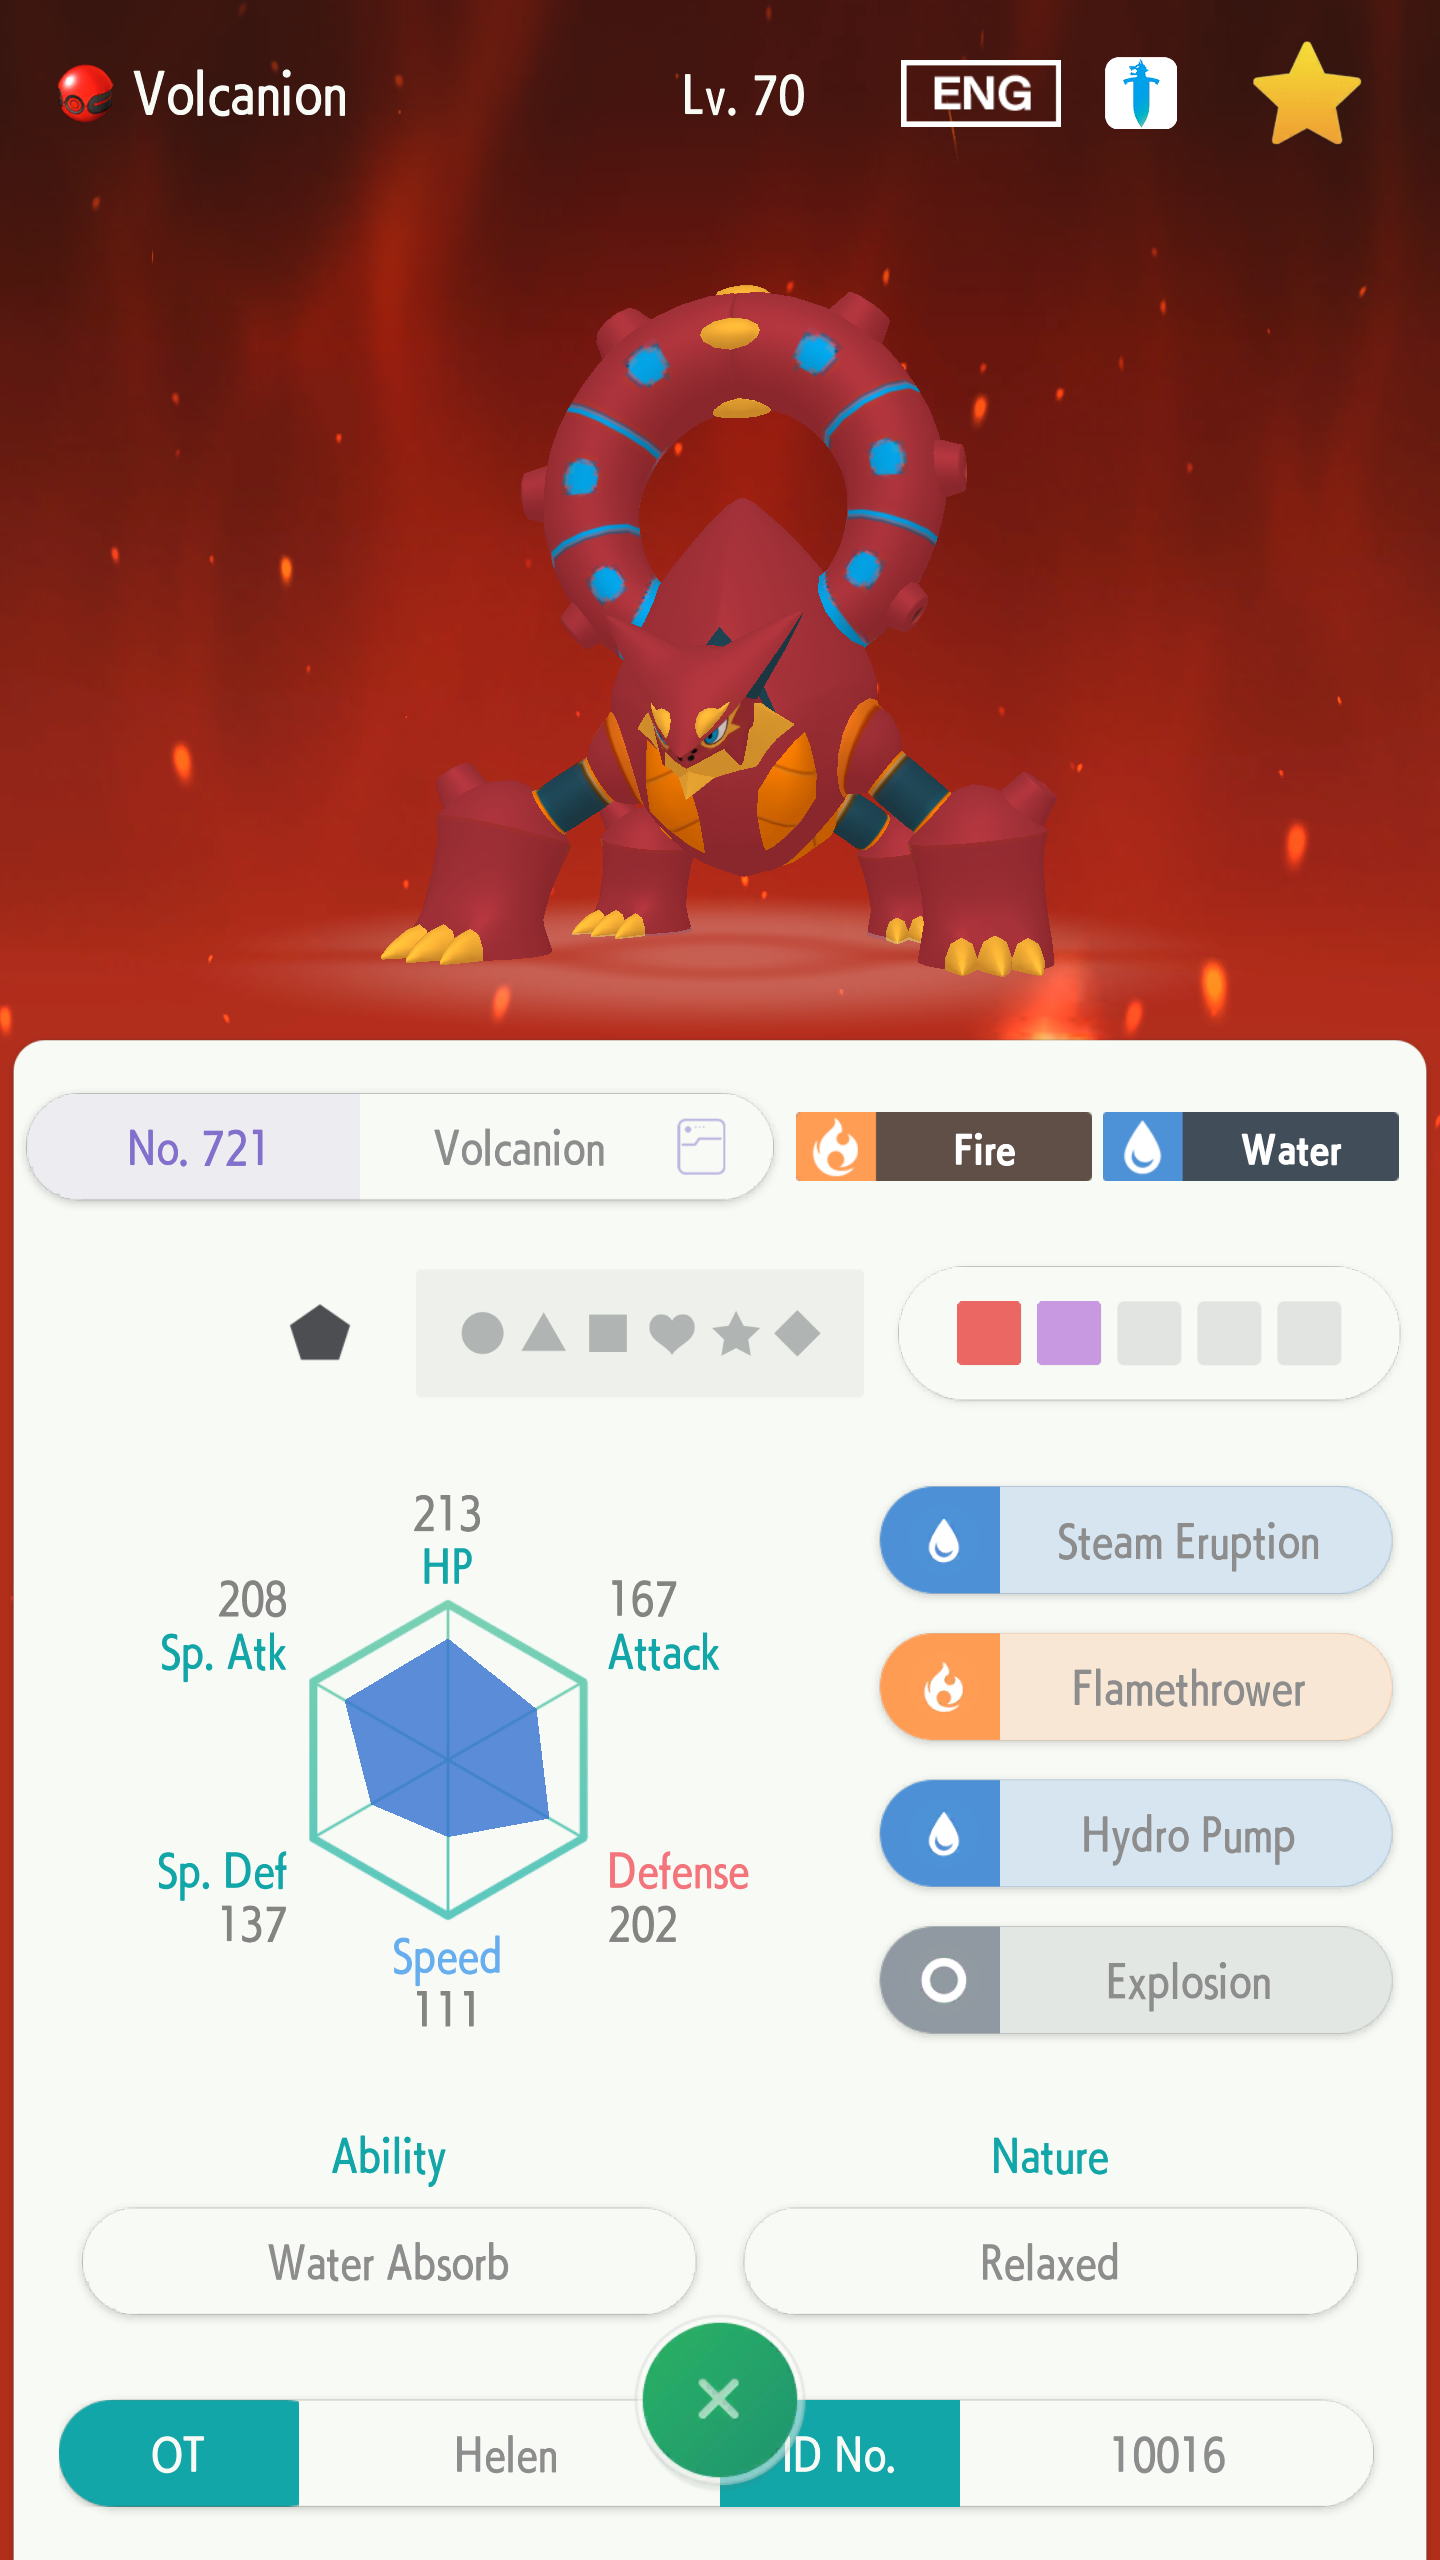 Volcanion
Lv. 70
ENG
No. 721
Volcanion
Fire
Water
213
HP
208
Sp. Atk
167
Attack
Sp. Def
137
Defense
202
Speed
111
Steam Eruption
Flamethrower
Hydro Pump
Explosion
Ability
Water Absorb
Nature
Relaxed
OT
Helen
ID No.
10016